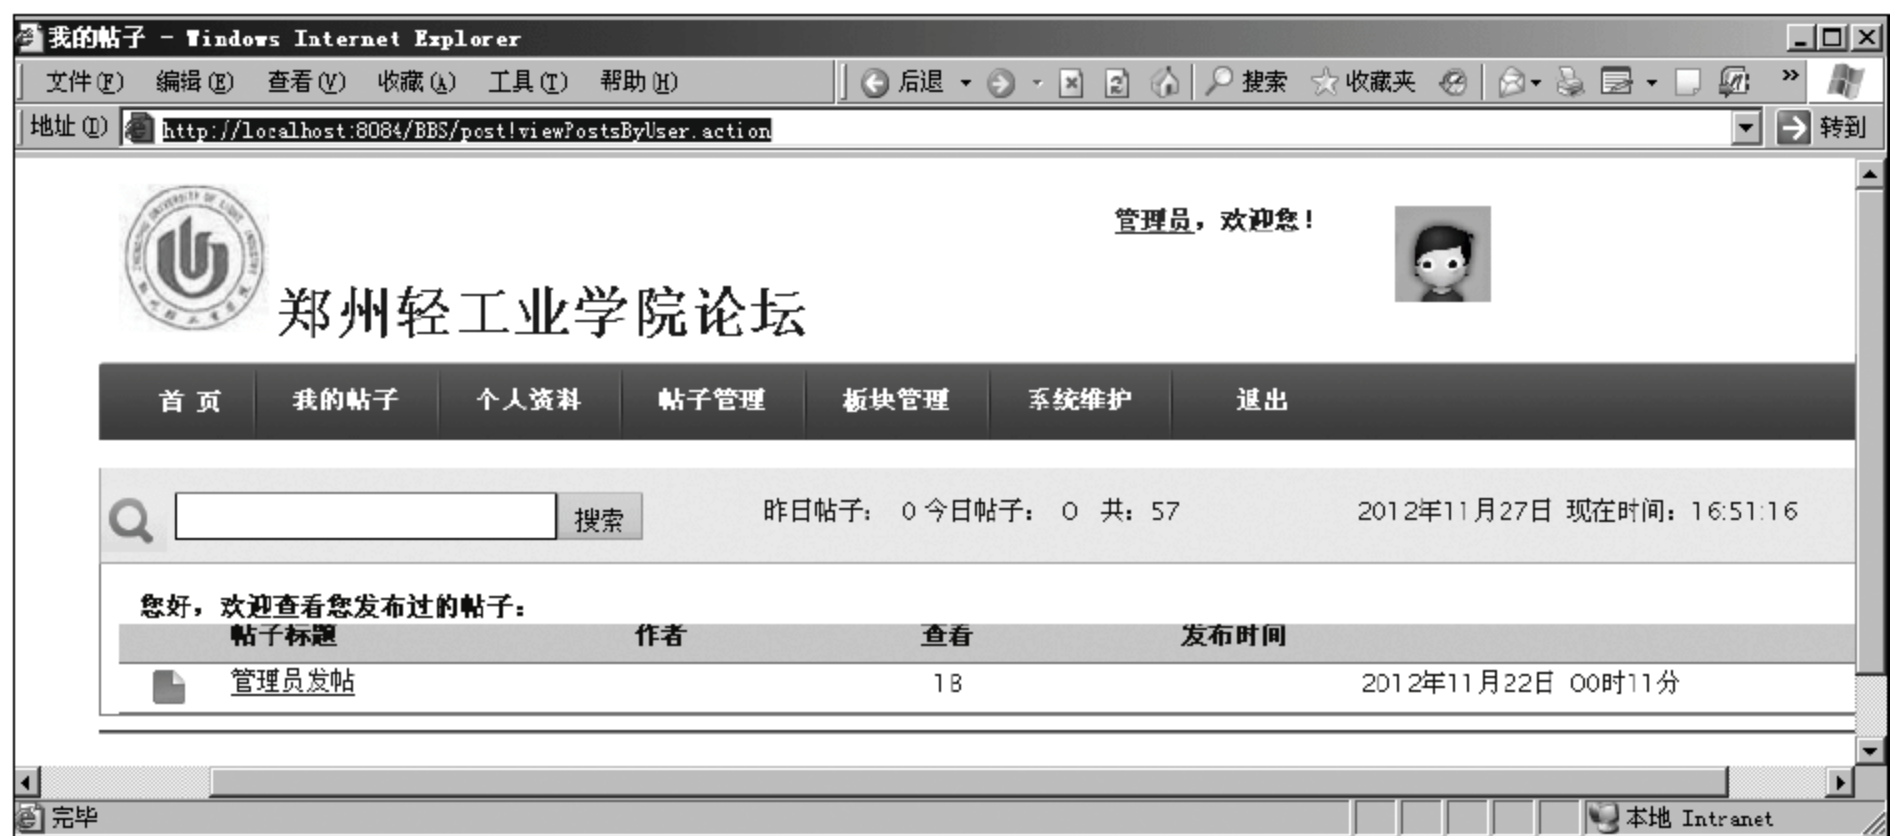 我的帖子 - Windows Internet Explorer
文件(F) 编辑(E) 查看(V) 收藏(A) 工具(T) 帮助(H) 后退 搜索 收藏夹 »
地址(D) http://localhost:8084/BBS/post!viewPostsByUser.action 转到
管理员，欢迎您！
郑州轻工业学院论坛
首 页 我的帖子 个人资料 帖子管理 板块管理 系统维护 退出
搜索 昨日帖子： 0 今日帖子： 0 共：57 2012年11月27日 现在时间：16:51:16
您好，欢迎查看您发布过的帖子：
帖子标题 作者 查看 发布时间
管理员发帖 18 2012年11月22日 00时11分
完毕 本地 Intranet